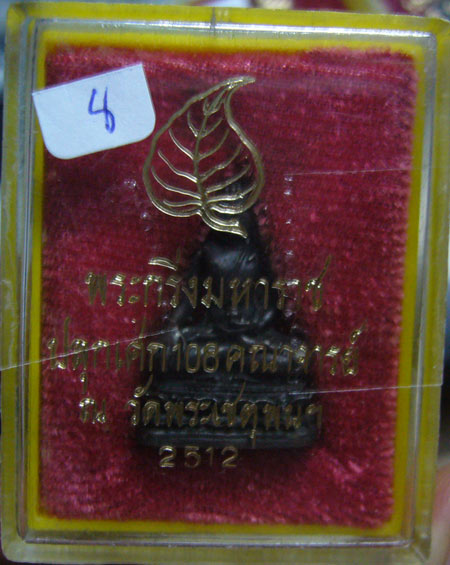 8
พระกริ่งมหาราช
ปลุกเศก108คณาจารย์
ณ วัดพระเชตุพนฯ
2512